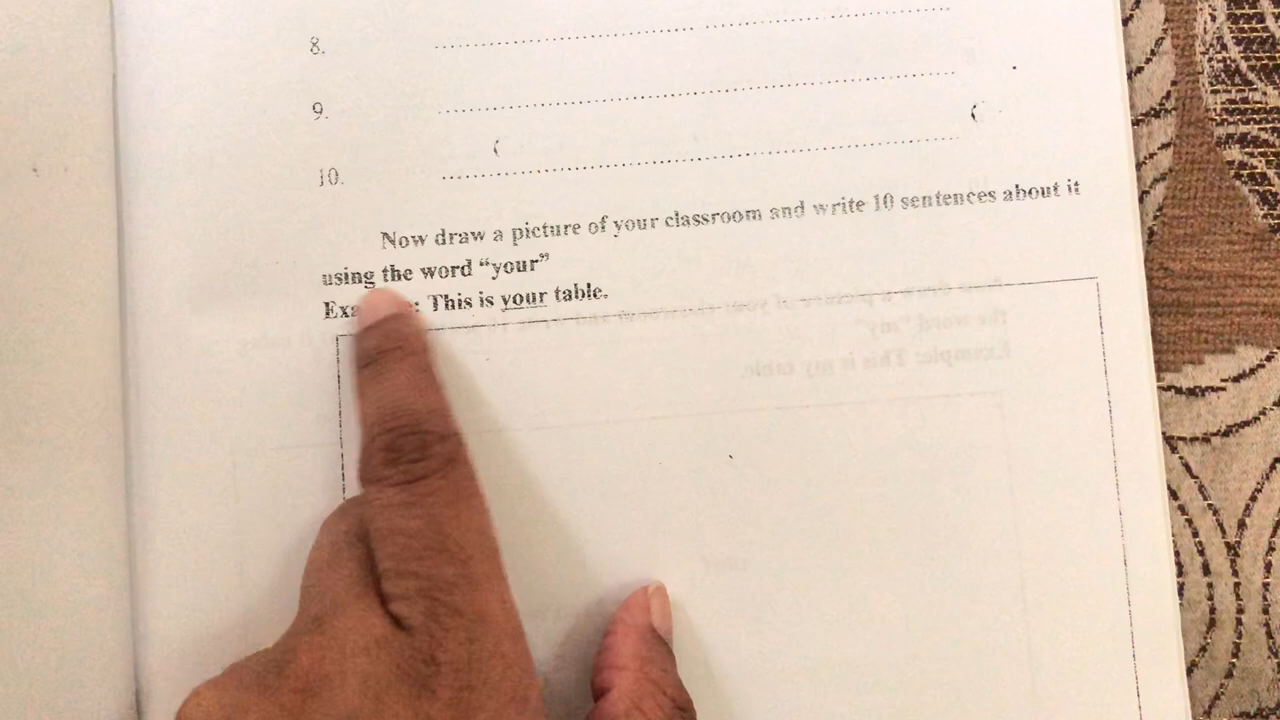 8. ........................................
9. ........................................
10. ........................................
Now draw a picture of your classroom and write 10 sentences about it
using the word “your”
Exa : This is your table.